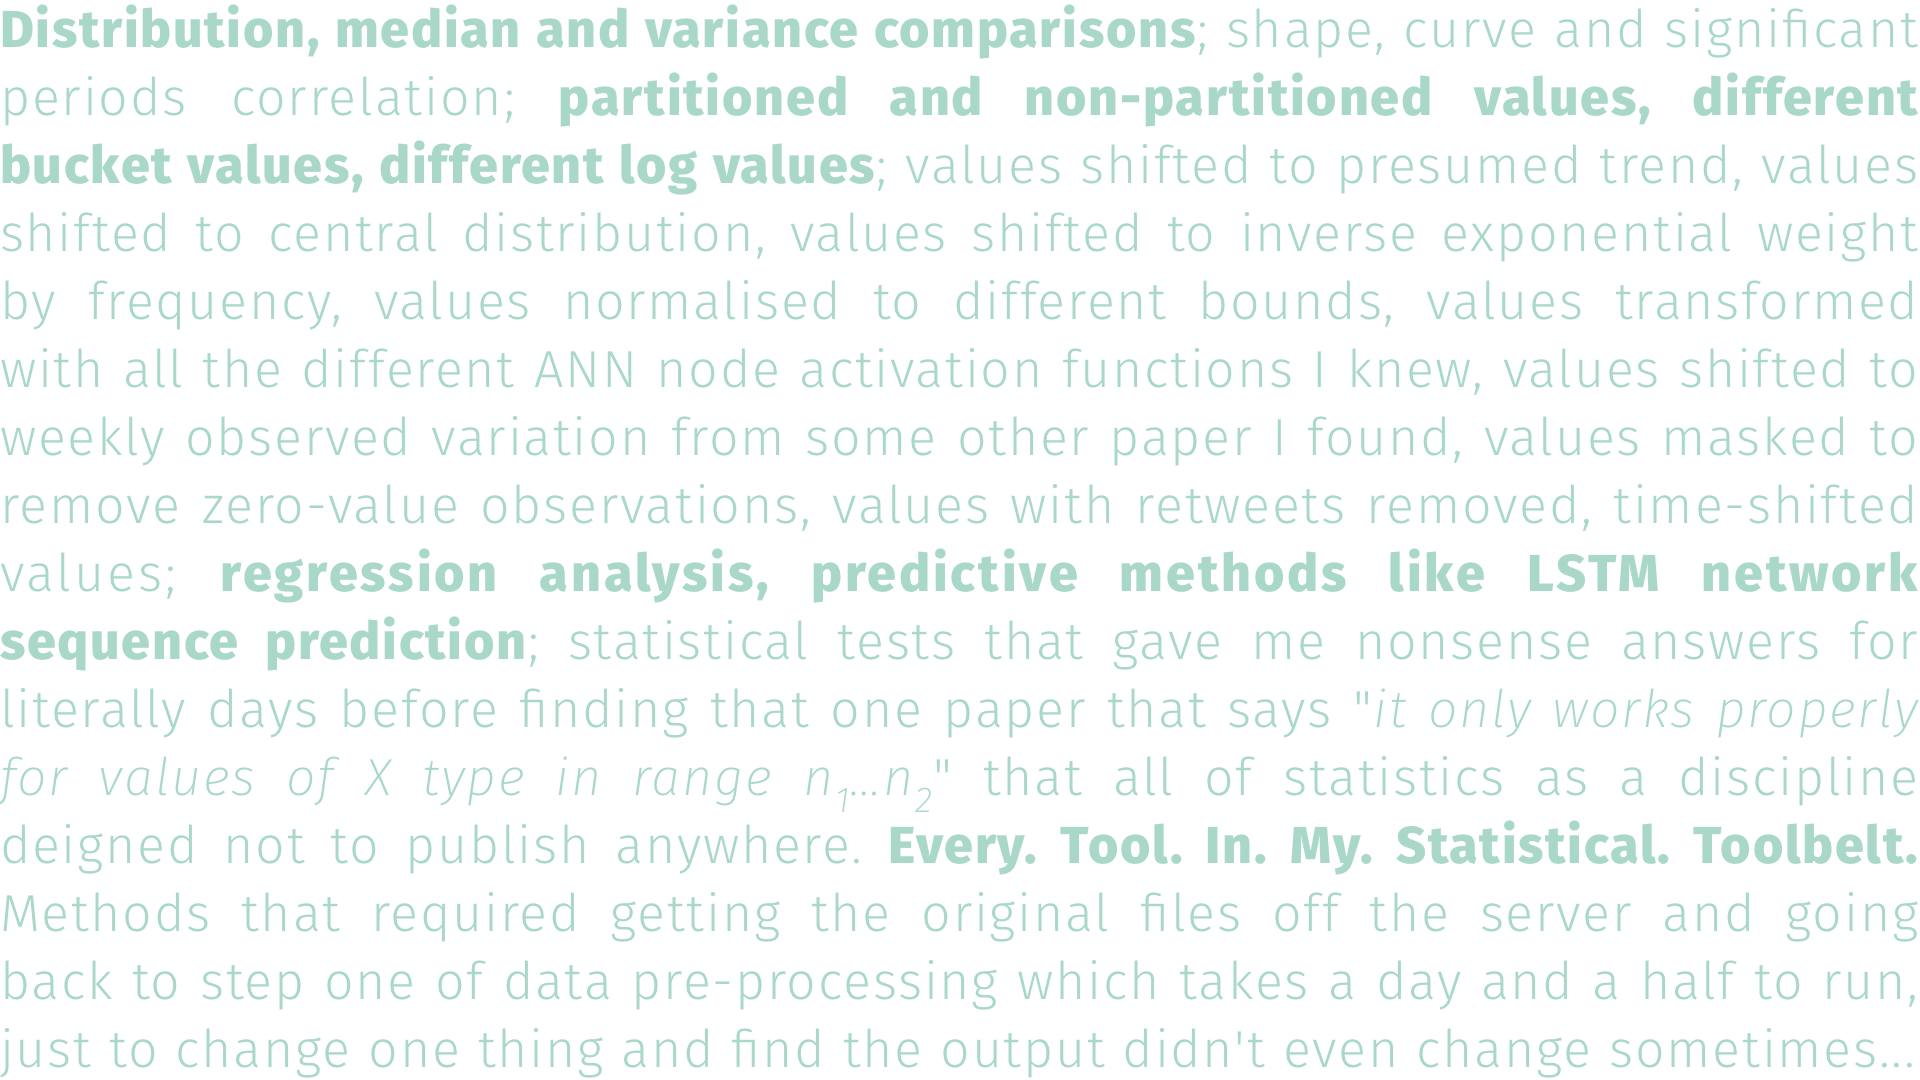 Distribution, median and variance comparisons; shape, curve and significant
periods correlation; partitioned and non-partitioned values, different
bucket values, different log values; values shifted to presumed trend, values
shifted to central distribution, values shifted to inverse exponential weight
by frequency, values normalised to different bounds, values transformed
with all the different ANN node activation functions I knew, values shifted to
weekly observed variation from some other paper I found, values masked to
remove zero-value observations, values with retweets removed, time-shifted
values; regression analysis, predictive methods like LSTM network
sequence prediction; statistical tests that gave me nonsense answers for
literally days before finding that one paper that says "it only works properly
for values of X type in range n₁...n₂" that all of statistics as a discipline
deigned not to publish anywhere. Every. Tool. In. My. Statistical. Toolbelt.
Methods that required getting the original files off the server and going
back to step one of data pre-processing which takes a day and a half to run,
just to change one thing and find the output didn't even change sometimes...